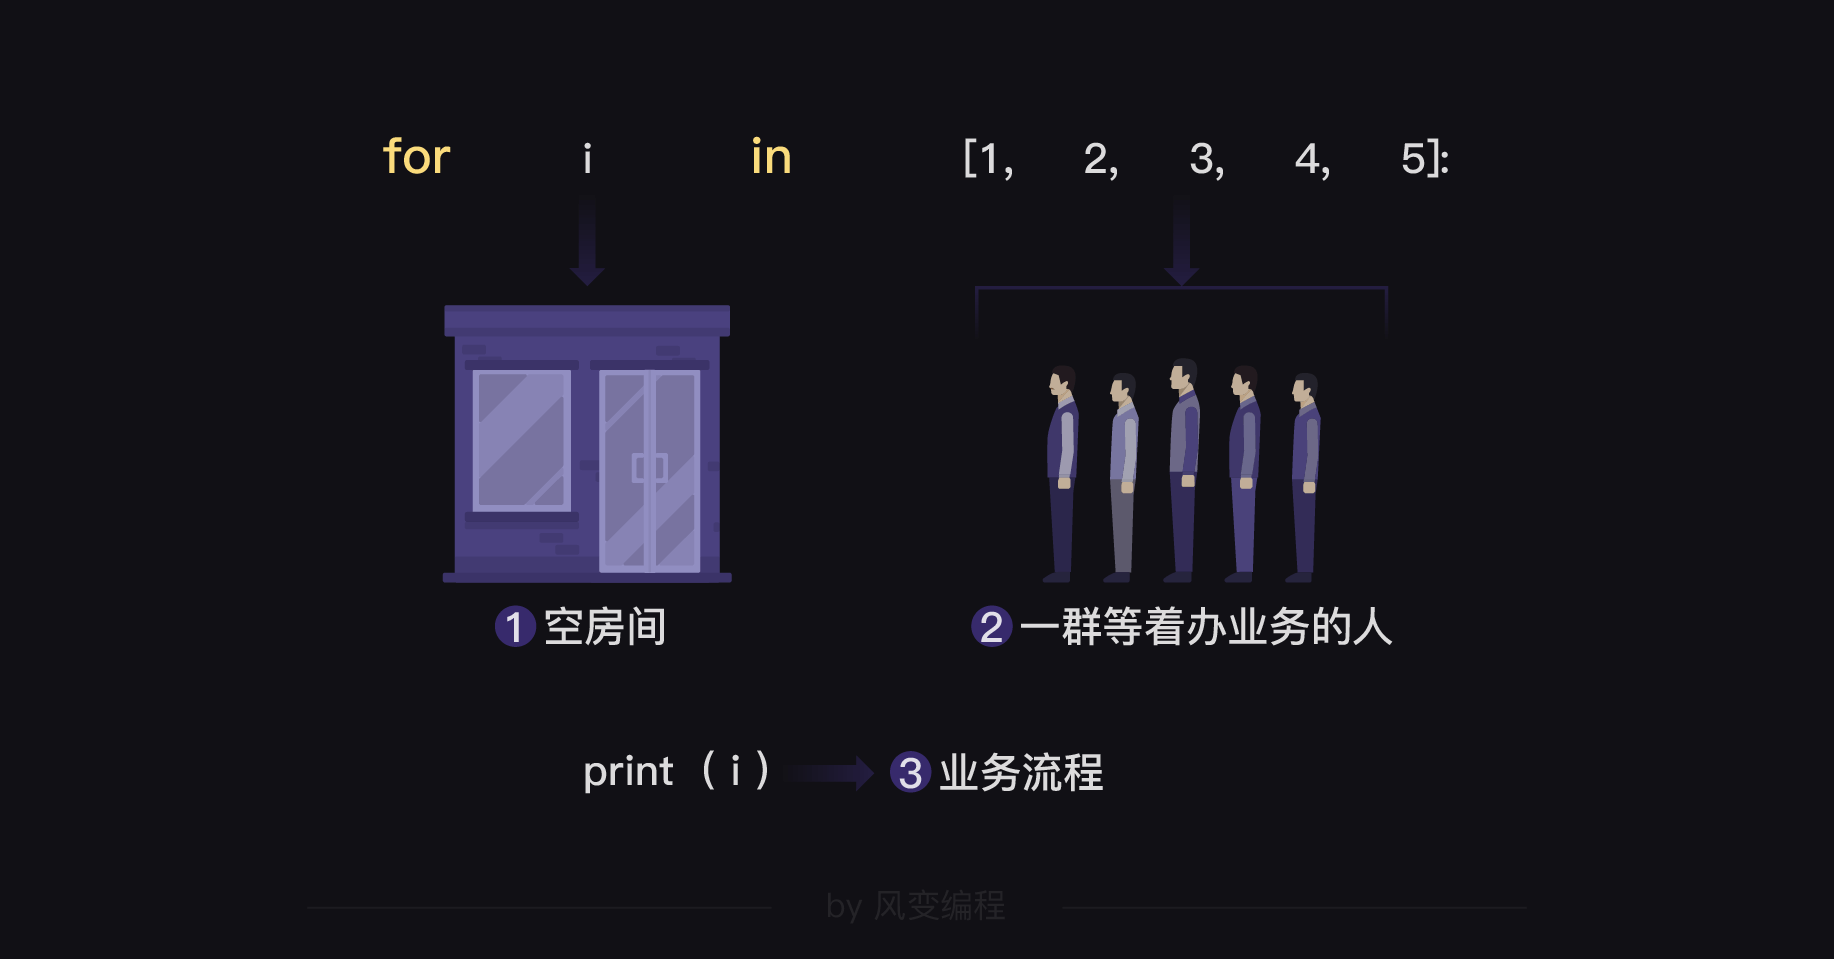 for i in [1, 2, 3, 4, 5]:
1 空房间
2 一群等着办业务的人
print ( i ) 3 业务流程
by 风变编程